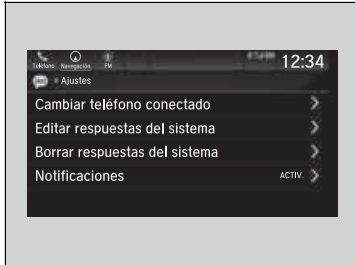 Teléfono Navegación FM
12:34
Ajustes
Cambiar teléfono conectado
Editar respuestas del sistema
Borrar respuestas del sistema
Notificaciones ACTIV.